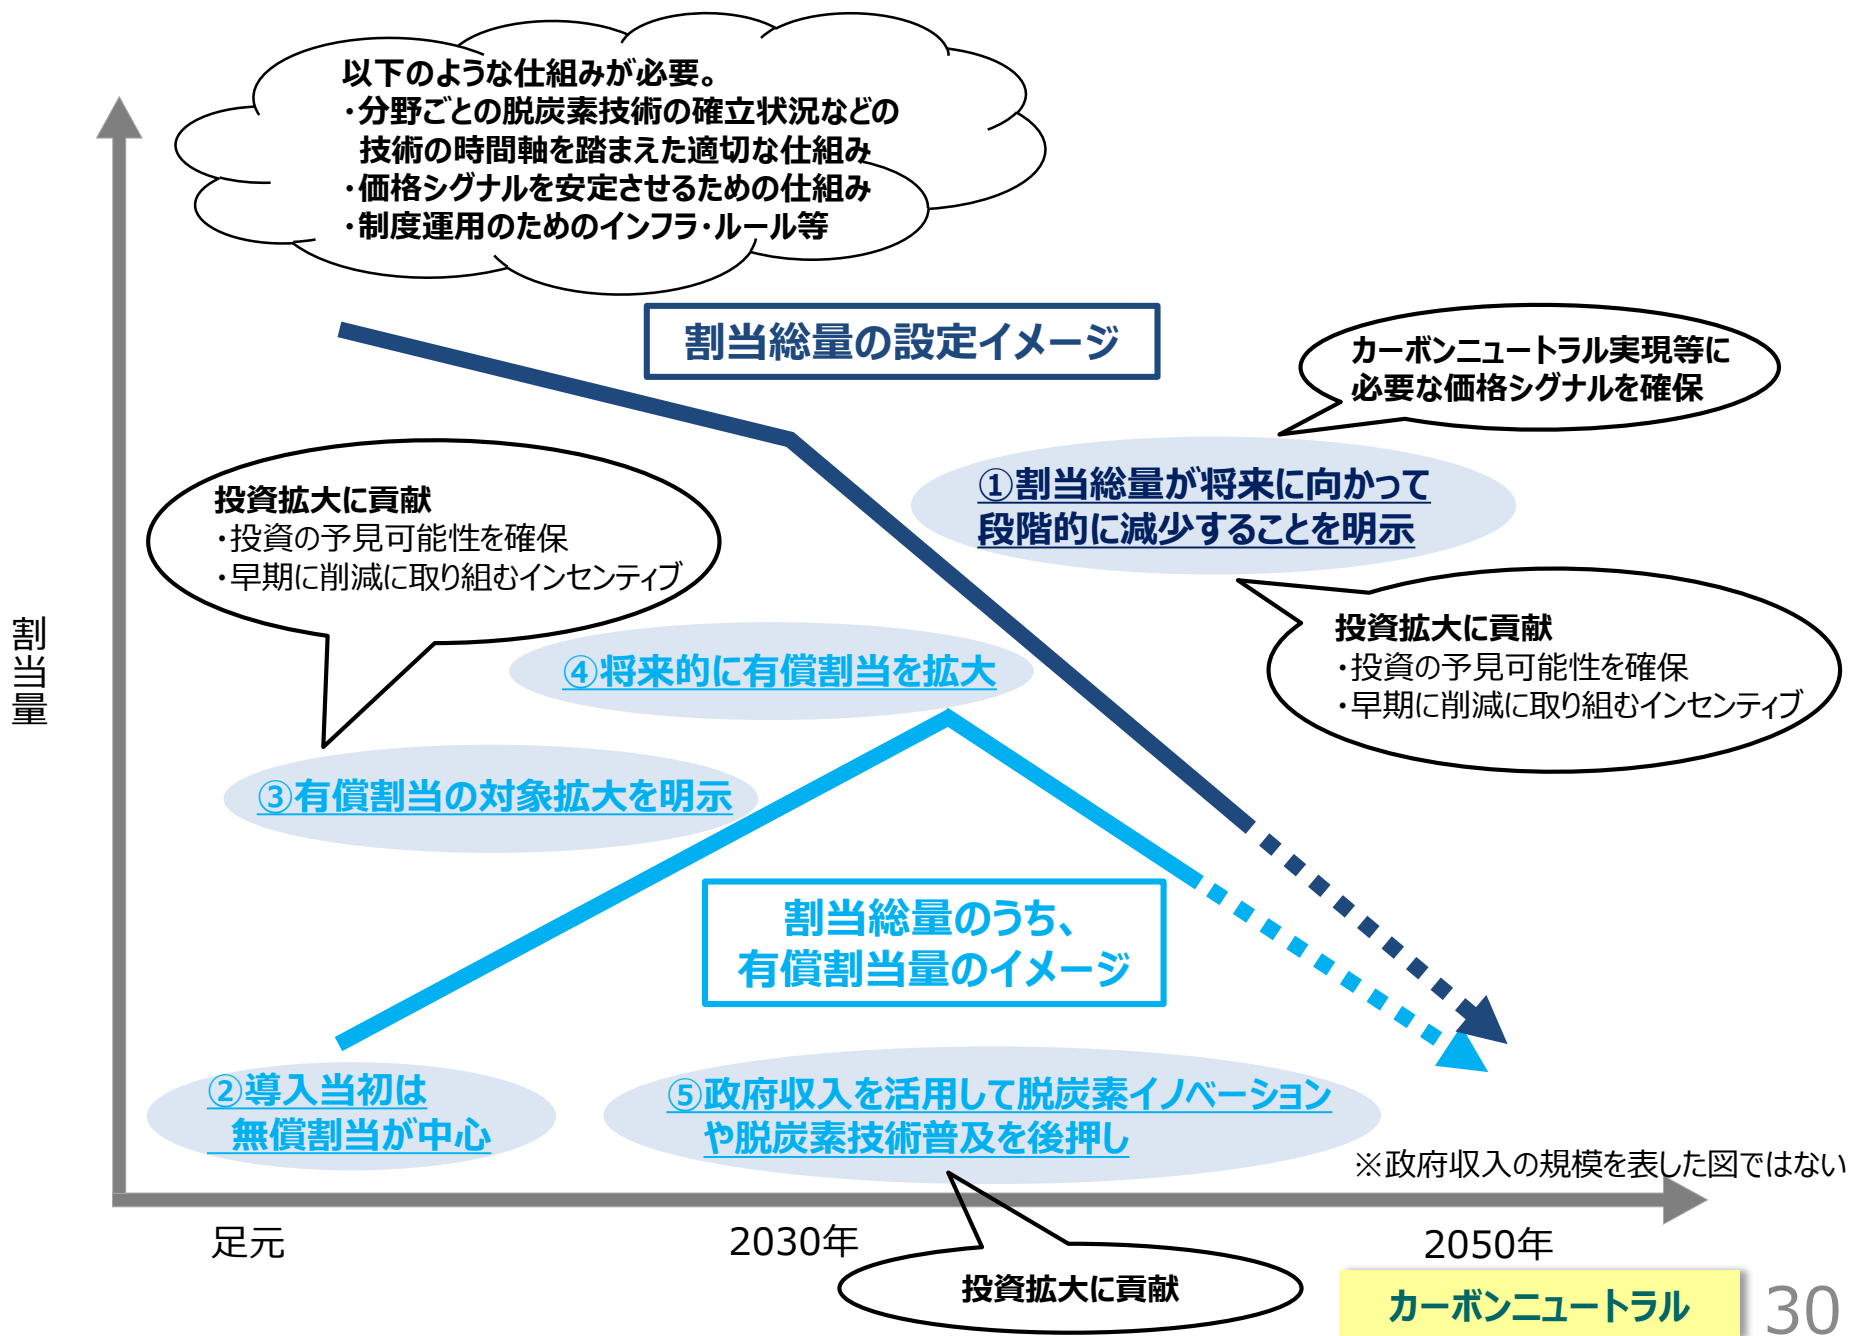 以下のような仕組みが必要。
・分野ごとの脱炭素技術の確立状況などの
技術の時間軸を踏まえた適切な仕組み
・価格シグナルを安定させるための仕組み
・制度運用のためのインフラ・ルール等
割当総量の設定イメージ
カーボンニュートラル実現等に
必要な価格シグナルを確保
①割当総量が将来に向かって
段階的に減少することを明示
投資拡大に貢献
・投資の予見可能性を確保
・早期に削減に取り組むインセンティブ
投資拡大に貢献
・投資の予見可能性を確保
・早期に削減に取り組むインセンティブ
割当量
④将来的に有償割当を拡大
③有償割当の対象拡大を明示
割当総量のうち、
有償割当量のイメージ
②導入当初は
無償割当が中心
⑤政府収入を活用して脱炭素イノベーション
や脱炭素技術普及を後押し
※政府収入の規模を表した図ではない
足元
2030年
2050年
投資拡大に貢献
カーボンニュートラル
30